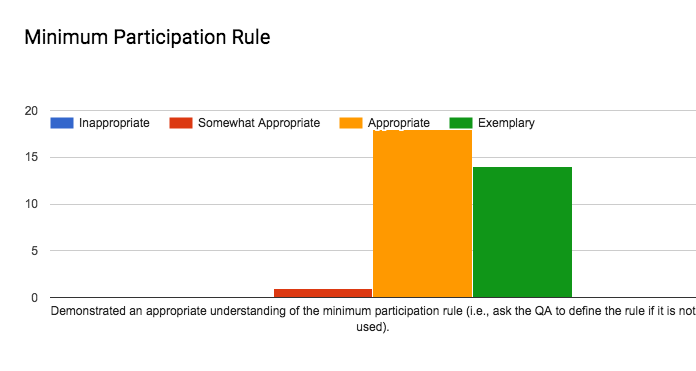 Minimum Participation Rule
20
Inappropriate Somewhat Appropriate Appropriate Exemplary
15
10
5
0
Demonstrated an appropriate understanding of the minimum participation rule (i.e., ask the QA to define the rule if it is not
used).